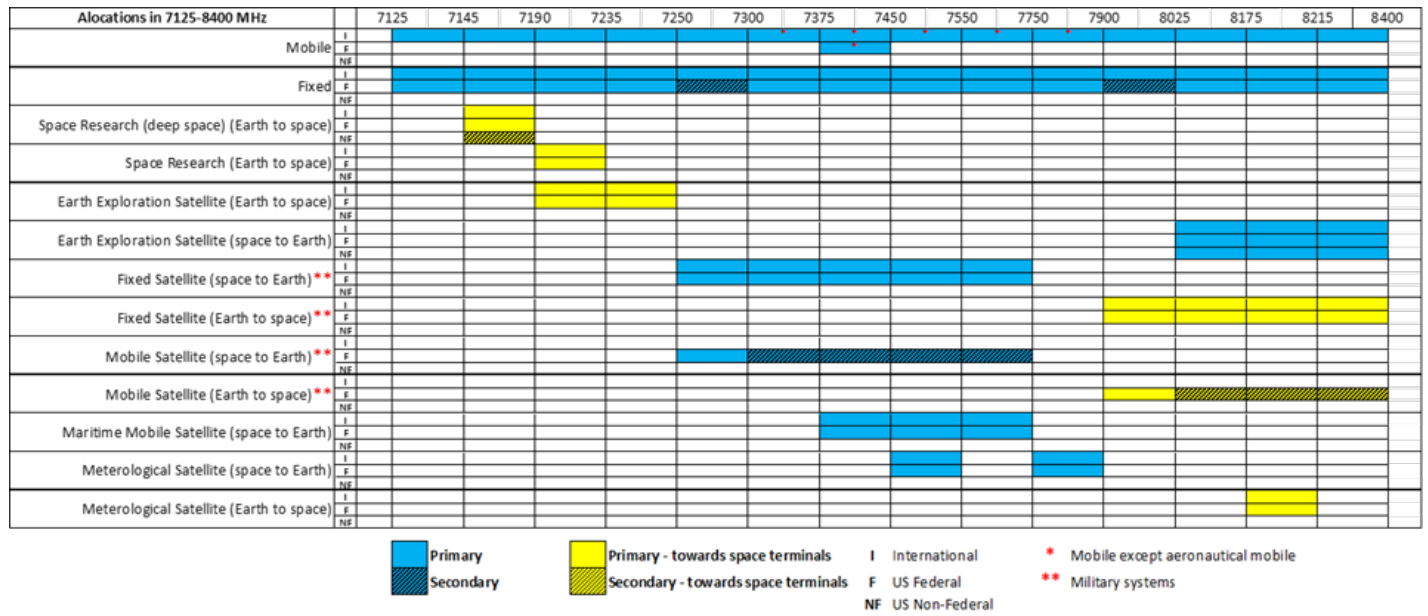 Alocations in 7125-8400 MHz 7125 7145 7190 7235 7250 7300 7375 7450 7550 7750 7900 8025 8175 8215 8400
I * * * * *
Mobile F *
NF
I
Fixed F
NF
I
Space Research (deep space) (Earth to space) F
NF
I
Space Research (Earth to space) F
NF
I
Earth Exploration Satellite (Earth to space) F
NF
I
Earth Exploration Satellite (space to Earth) F
NF
I
Fixed Satellite (space to Earth)** F
NF
I
Fixed Satellite (Earth to space)** F
NF
I
Mobile Satellite (space to Earth)** F
NF
I
Mobile Satellite (Earth to space)** F
NF
I
Maritime Mobile Satellite (space to Earth) F
NF
I
Meterological Satellite (space to Earth) F
NF
I
Meterological Satellite (Earth to space) F
NF
Primary Primary - towards space terminals I International * Mobile except aeronautical mobile
Secondary Secondary - towards space terminals F US Federal ** Military systems
NF US Non-Federal